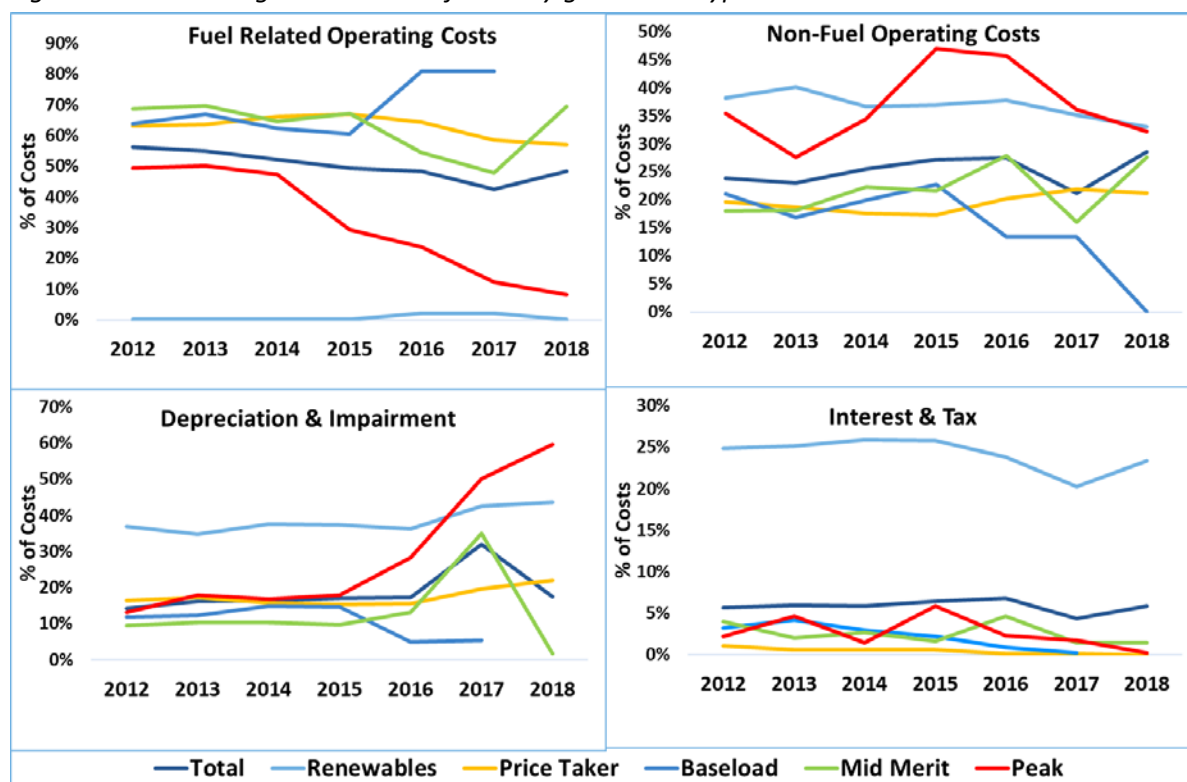 Fuel Related Operating Costs
% of Costs
90%
80%
70%
60%
50%
40%
30%
20%
10%
0%
2012 2013 2014 2015 2016 2017 2018
Non-Fuel Operating Costs
% of Costs
50%
45%
40%
35%
30%
25%
20%
15%
10%
5%
0%
2012 2013 2014 2015 2016 2017 2018
Depreciation & Impairment
% of Costs
70%
60%
50%
40%
30%
20%
10%
0%
2012 2013 2014 2015 2016 2017 2018
Interest & Tax
% of Costs
30%
25%
20%
15%
10%
5%
0%
2012 2013 2014 2015 2016 2017 2018
Total Renewables Price Taker Baseload Mid Merit Peak